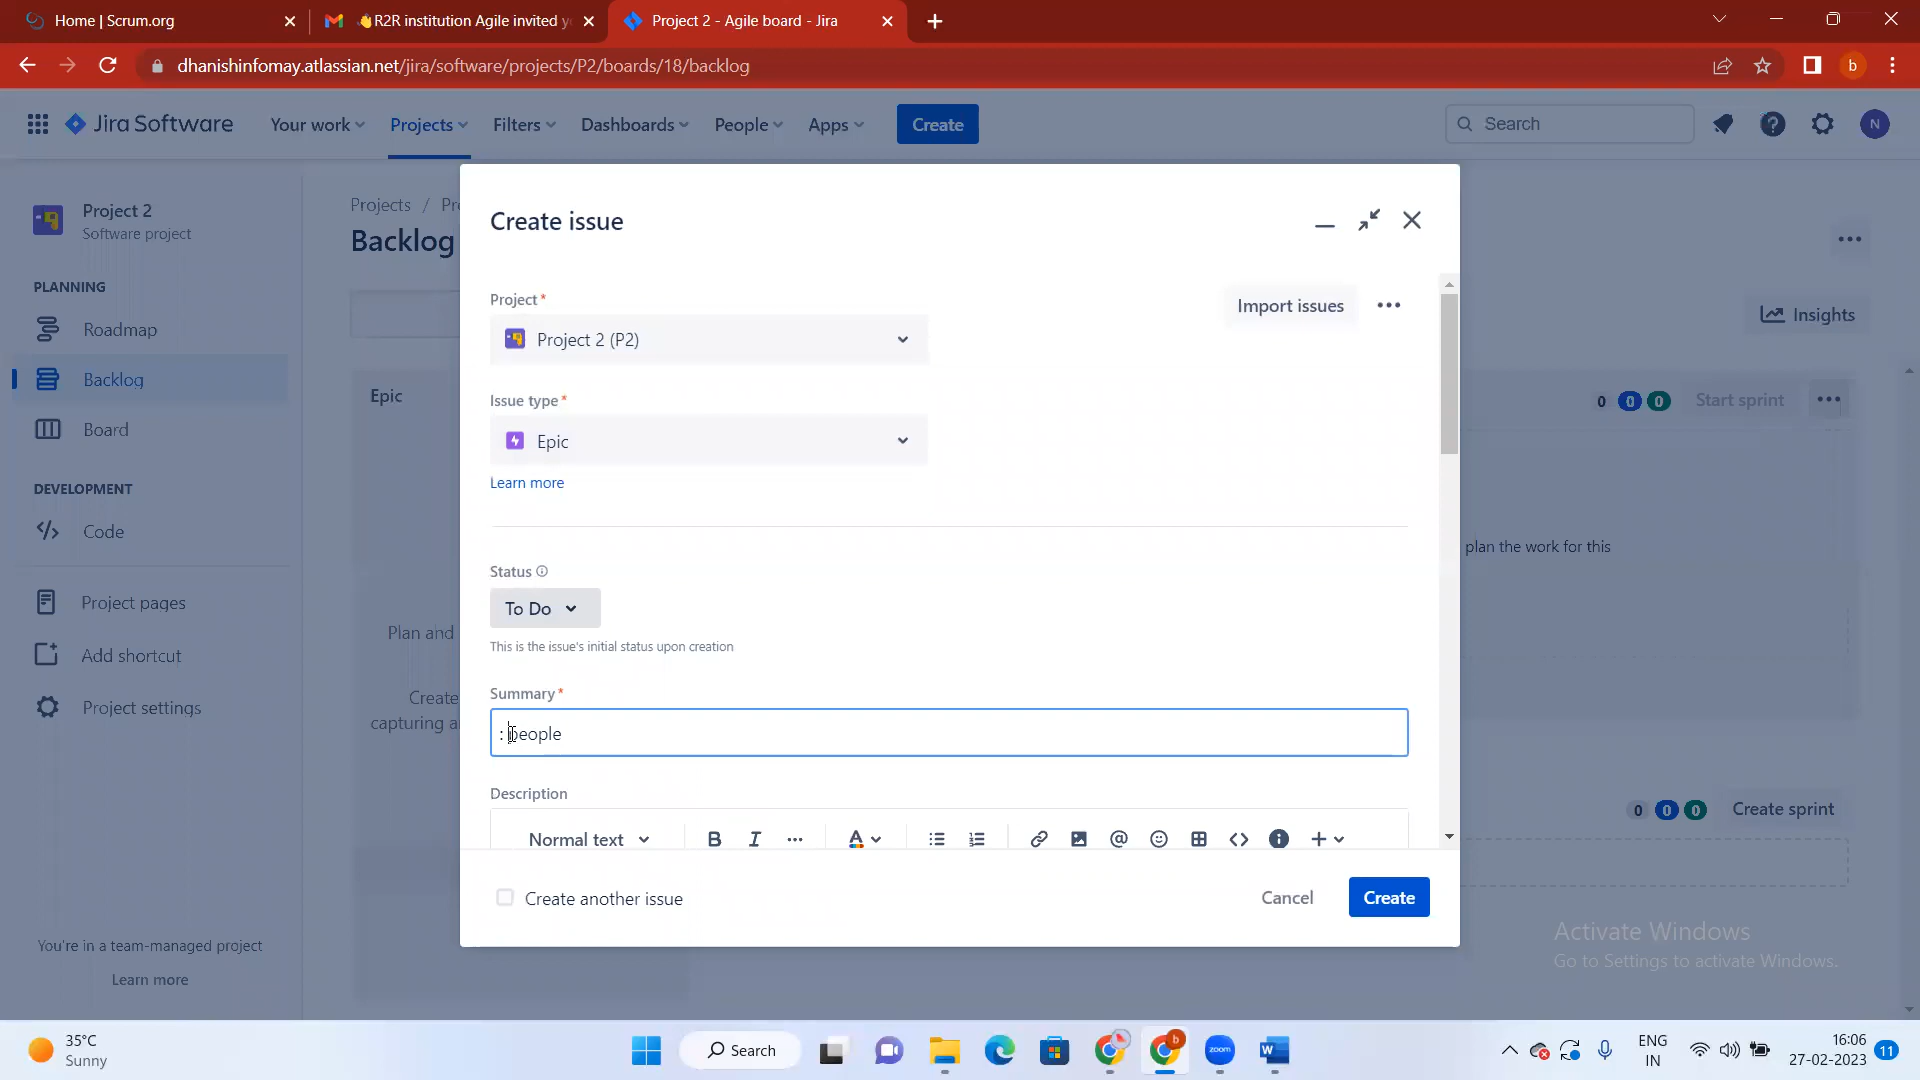 Home | Scrum.org
👋R2R institution Agile invited y
Project 2 - Agile board - Jira
dhanishinfomay.atlassian.net/jira/software/projects/P2/boards/18/backlog
b
Jira Software
Your work
Projects
Filters
Dashboards
People
Apps
Create
Search
N
Project 2
Software project
PLANNING
Roadmap
Backlog
Board
DEVELOPMENT
Code
Project pages
Add shortcut
Project settings
You're in a team-managed project
Learn more
Projects / Pr
Backlog
Insights
Epic
0 0 0
Start sprint
plan the work for this
Plan and
Create
capturing a
0 0 0
Create sprint
Create issue
Project *
Import issues
Project 2 (P2)
Issue type *
Epic
Learn more
Status
To Do
This is the issue's initial status upon creation
Summary *
: people
Description
Normal text
B I
A
Create another issue
Cancel
Create
Activate Windows
Go to Settings to activate Windows.
35°C
Sunny
Search
b
zoom
ENG
IN
16:06
27-02-2023
11